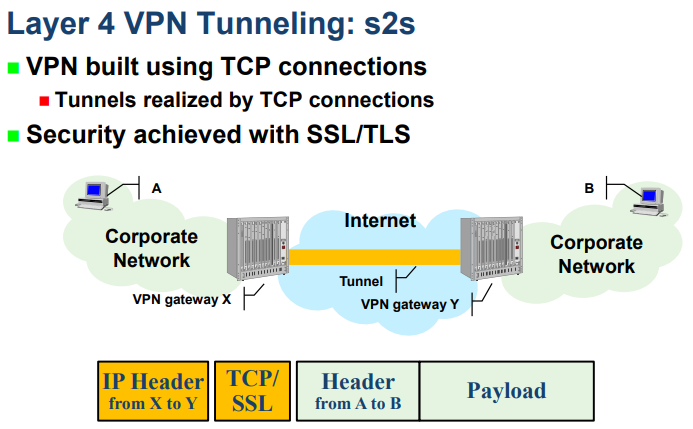 Layer 4 VPN Tunneling: s2s
VPN built using TCP connections
Tunnels realized by TCP connections
Security achieved with SSL/TLS
A
B
Internet
Corporate
Network
Corporate
Network
Tunnel
VPN gateway X
VPN gateway Y
IP Header
from X to Y
TCP/
SSL
Header
from A to B
Payload